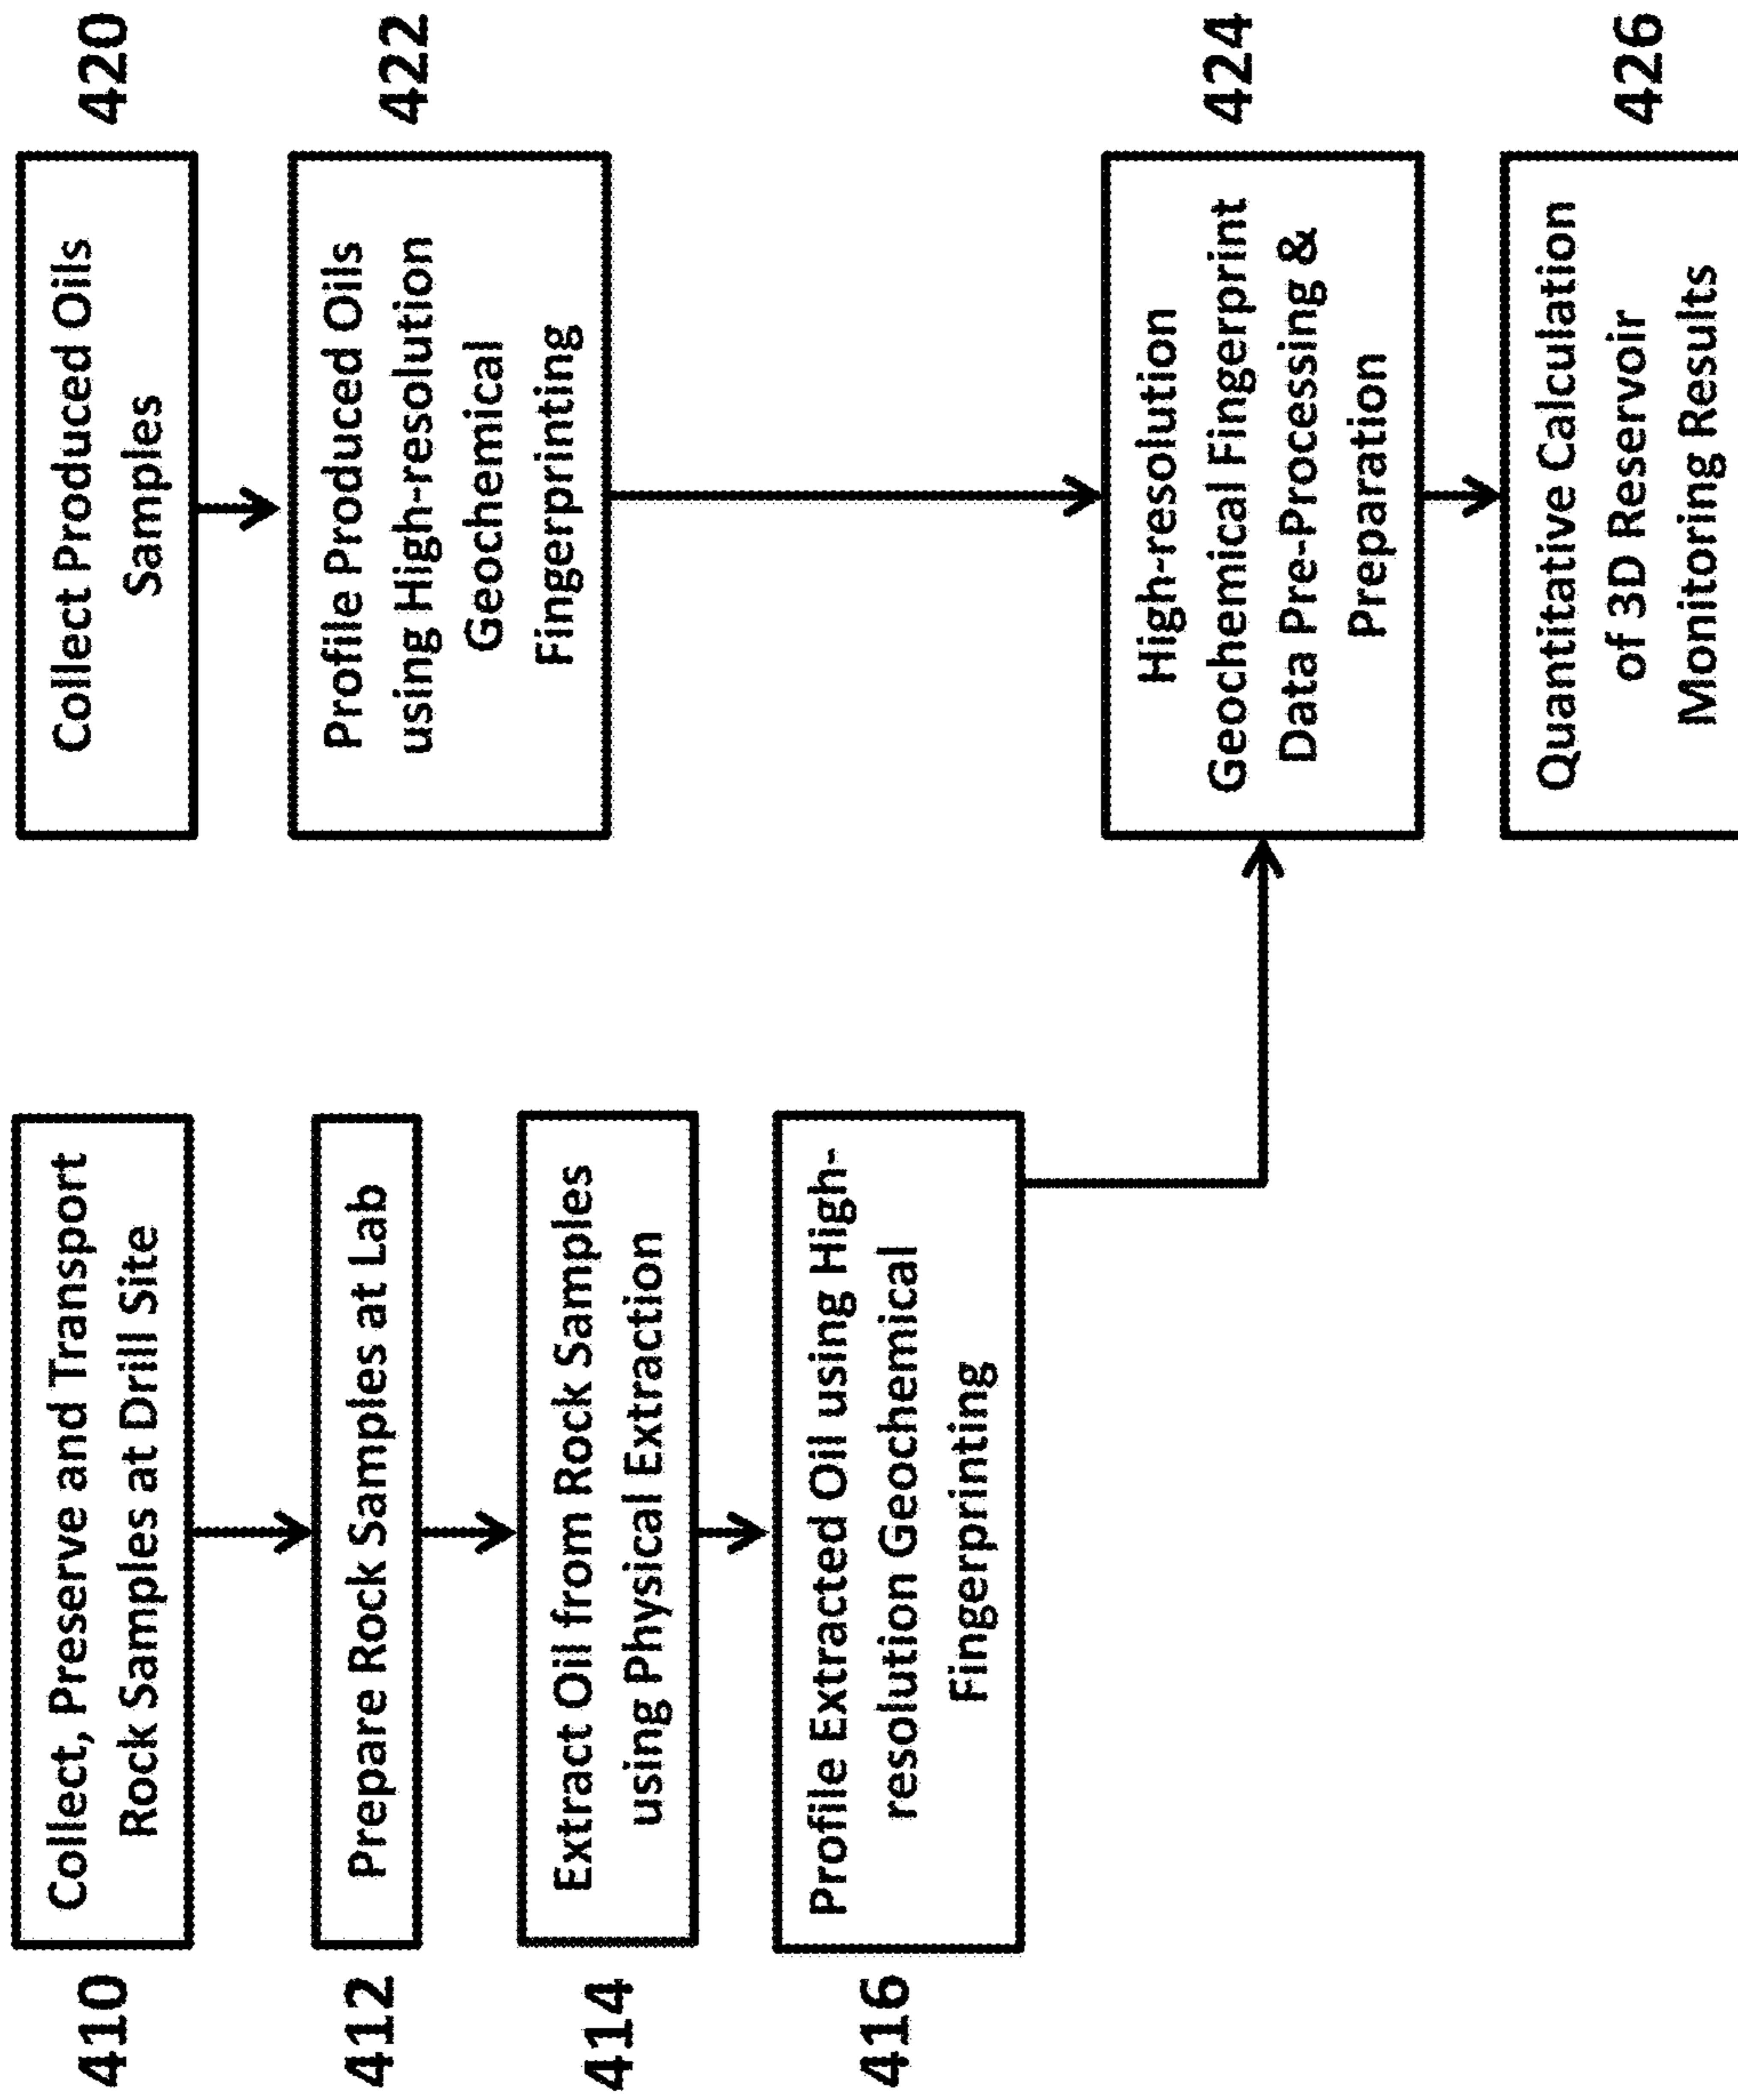 410
Collect, Preserve and Transport
Rock Samples at Drill Site
412
Prepare Rock Samples at Lab
414
Extract Oil from Rock Samples
using Physical Extraction
416
Profile Extracted Oil using High-
resolution Geochemical
Fingerprinting
Collect Produced Oils
Samples
420
Profile Produced Oils
using High-resolution
Geochemical
Fingerprinting
422
High-resolution
Geochemical Fingerprint
Data Pre-Processing &
Preparation
424
Quantitative Calculation
of 3D Reservoir
Monitoring Results
426